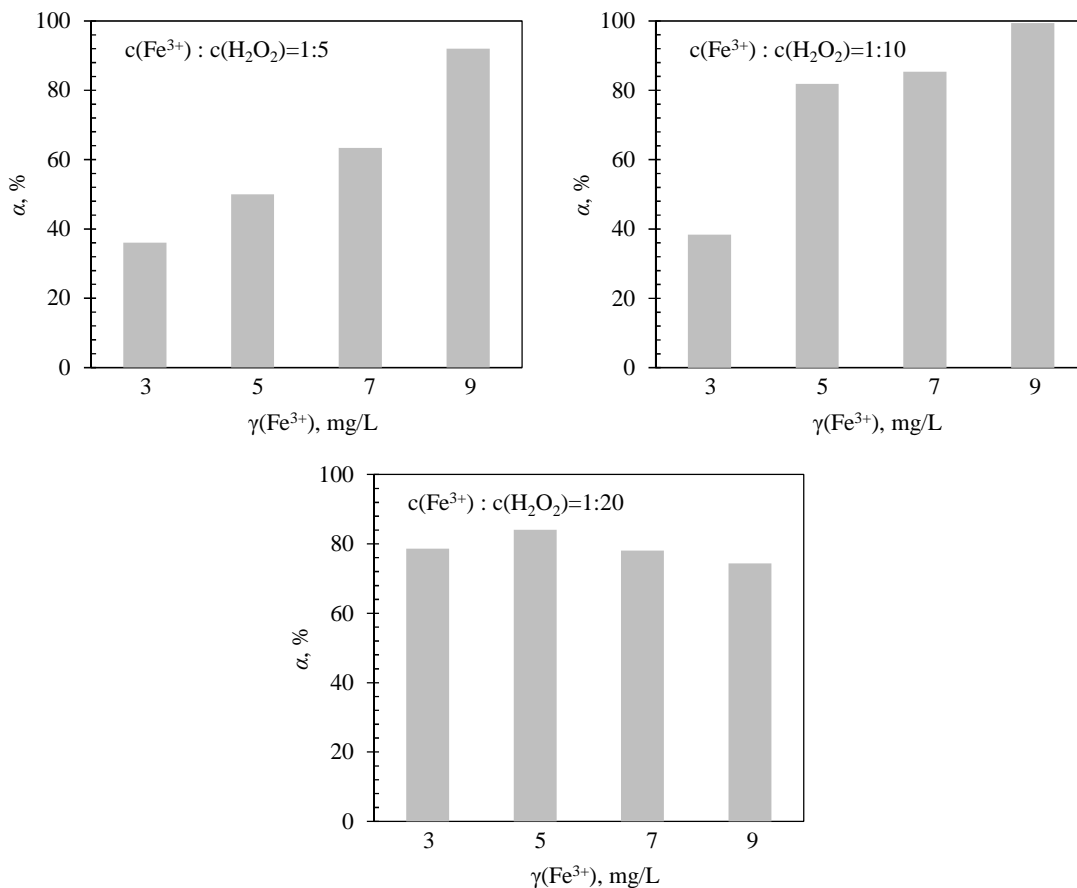 100
c(Fe³⁺) : c(H₂O₂)=1:5
80
60
40
20
0
α, %
3 5 7 9
γ(Fe³⁺), mg/L
100
c(Fe³⁺) : c(H₂O₂)=1:10
80
60
40
20
0
α, %
3 5 7 9
γ(Fe³⁺), mg/L
100
c(Fe³⁺) : c(H₂O₂)=1:20
80
60
40
20
0
α, %
3 5 7 9
γ(Fe³⁺), mg/L